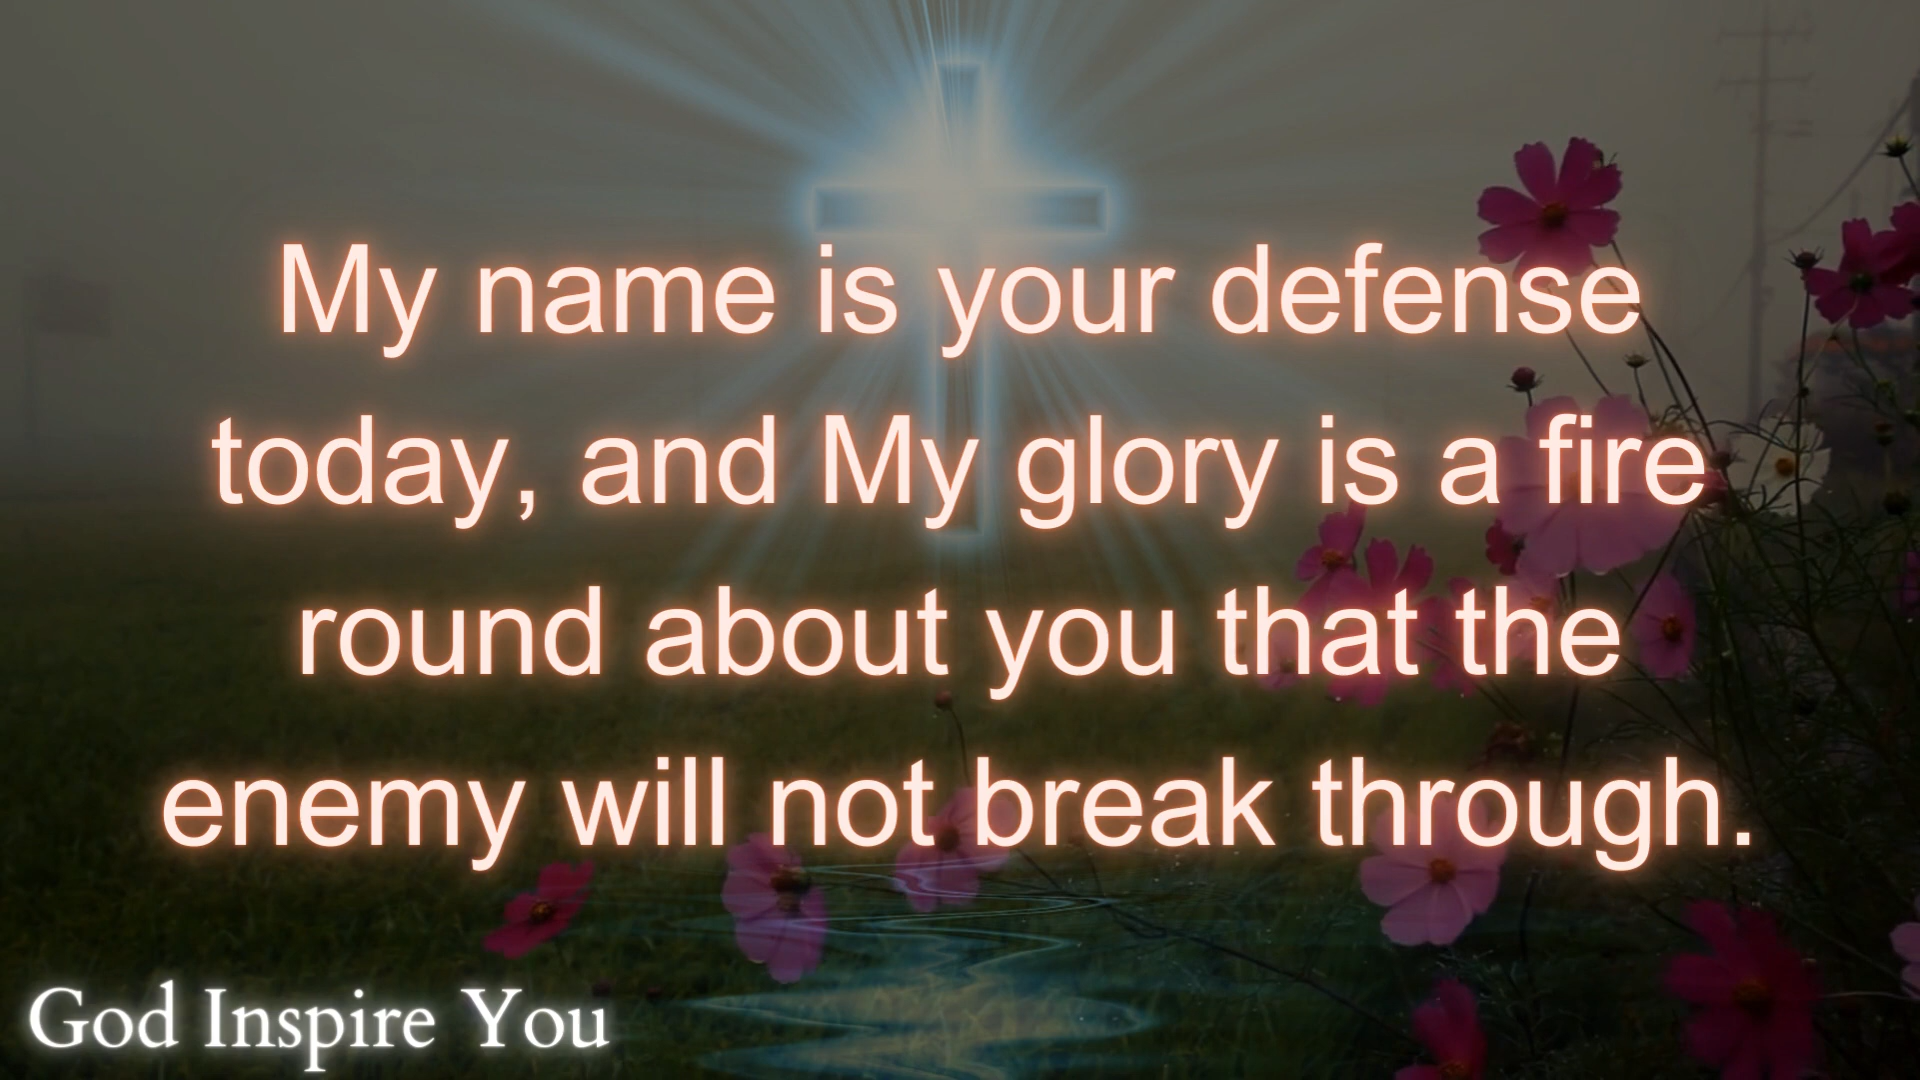 My name is your defense
today, and My glory is a fire
round about you that the
enemy will not break through.
God Inspire You